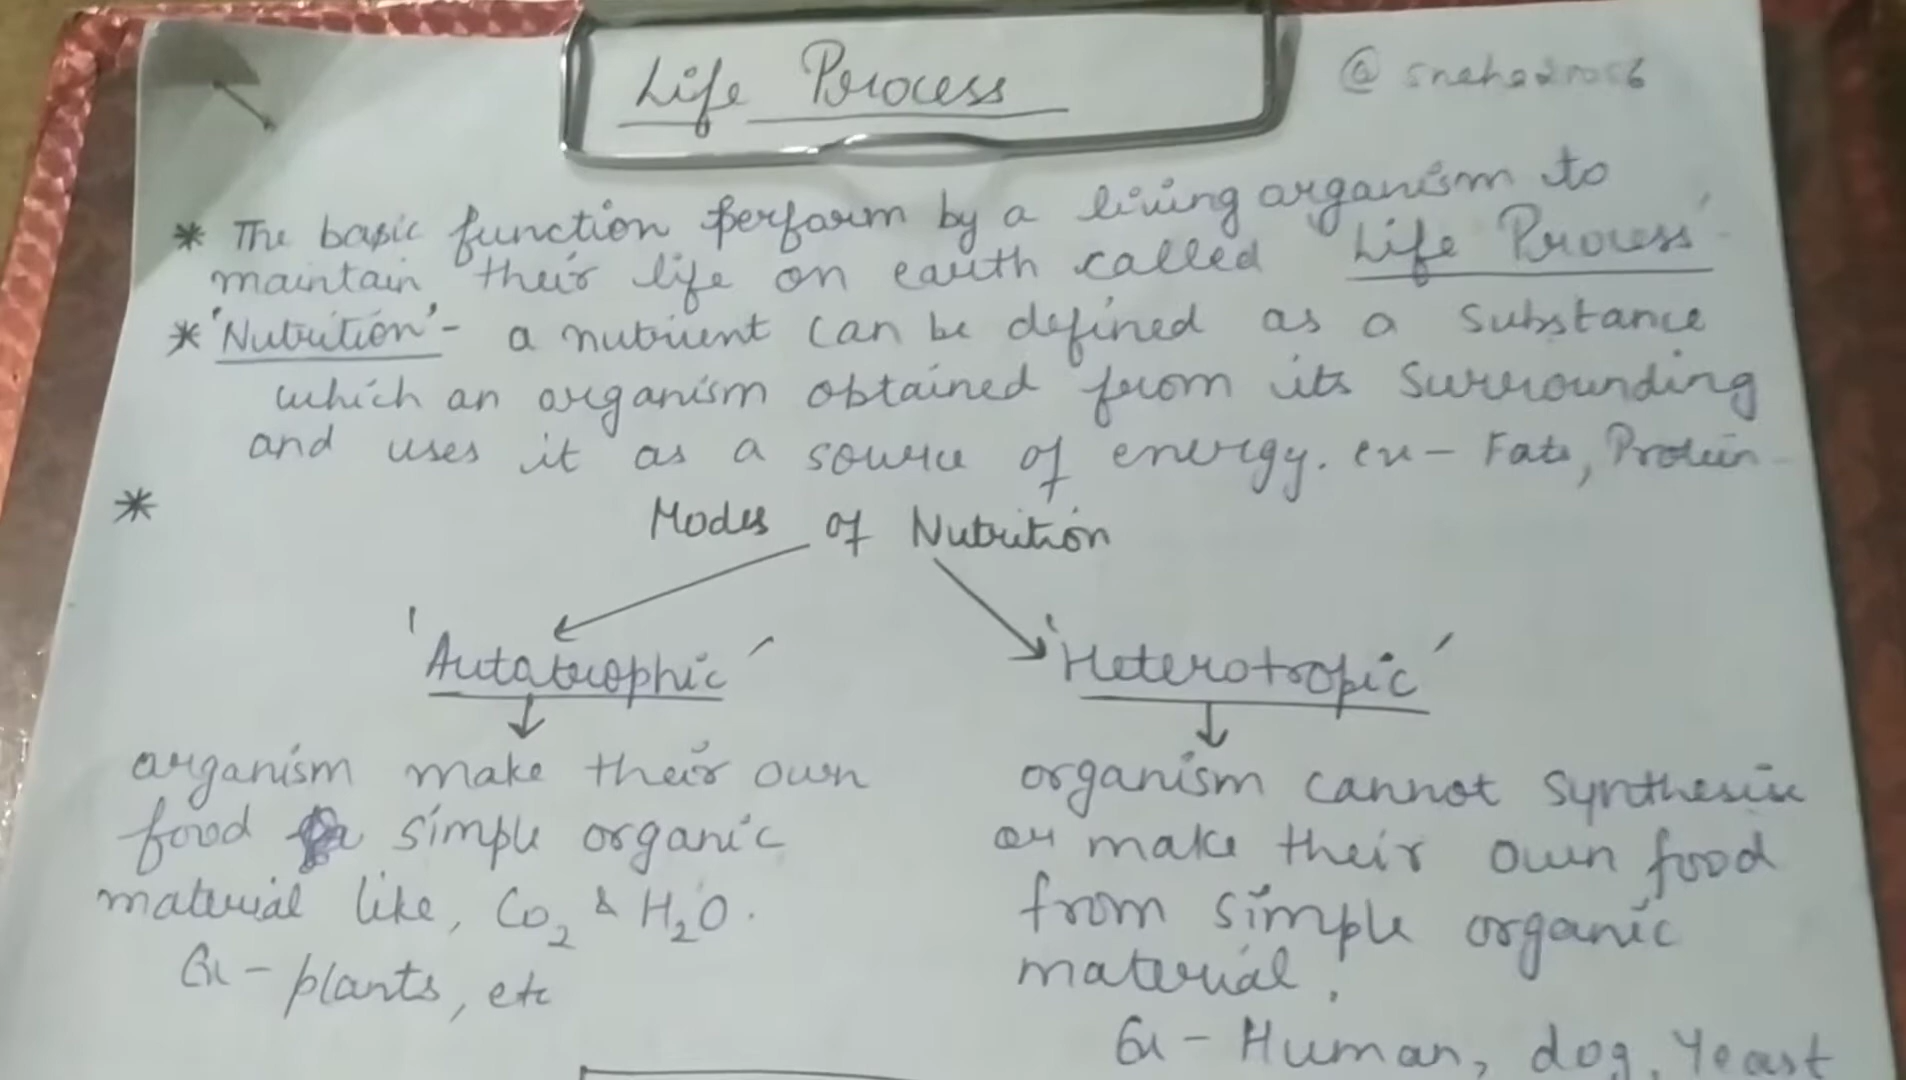 Life Process
* The basic function perform by a living organism to
maintain their life on earth called 'Life Process'
* 'Nutrition' - a nutrient can be defined as a substance
which an organism obtained from its surrounding
and uses it as a source of energy. ex - Fats, Protein
*
Modes of Nutrition
'Autatrophic'
'Heterotropic'
organism make their own
food simple organic
material like, Co₂ & H₂O.
Ex - plants, etc
organism cannot synthesis
or make their own food
from simple organic
material.
Ex - Human, dog, Yeast